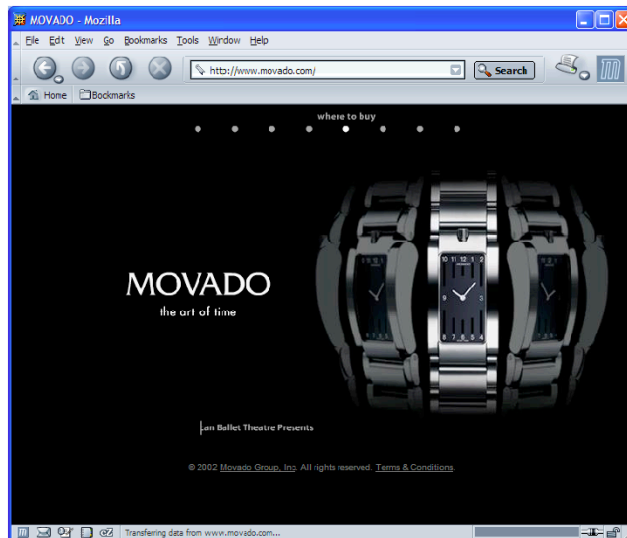 MOVADO - Mozilla
File Edit View Go Bookmarks Tools Window Help
http://www.movado.com/ Search
Home Bookmarks
where to buy
MOVADO
the art of time
an Ballet Theatre Presents
© 2002 Movado Group, Inc. All rights reserved. Terms & Conditions.
Transferring data from www.movado.com...